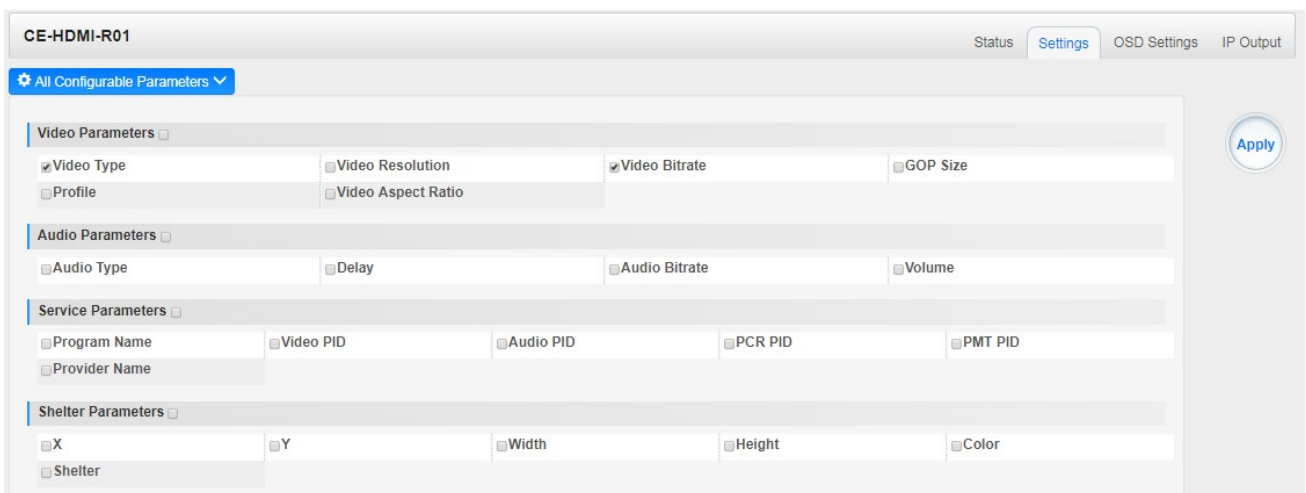 CE-HDMI-R01
Status Settings OSD Settings IP Output
All Configurable Parameters
Video Parameters
Apply
Video Type Video Resolution Video Bitrate GOP Size
Profile Video Aspect Ratio
Audio Parameters
Audio Type Delay Audio Bitrate Volume
Service Parameters
Program Name Video PID Audio PID PCR PID PMT PID
Provider Name
Shelter Parameters
X Y Width Height Color
Shelter